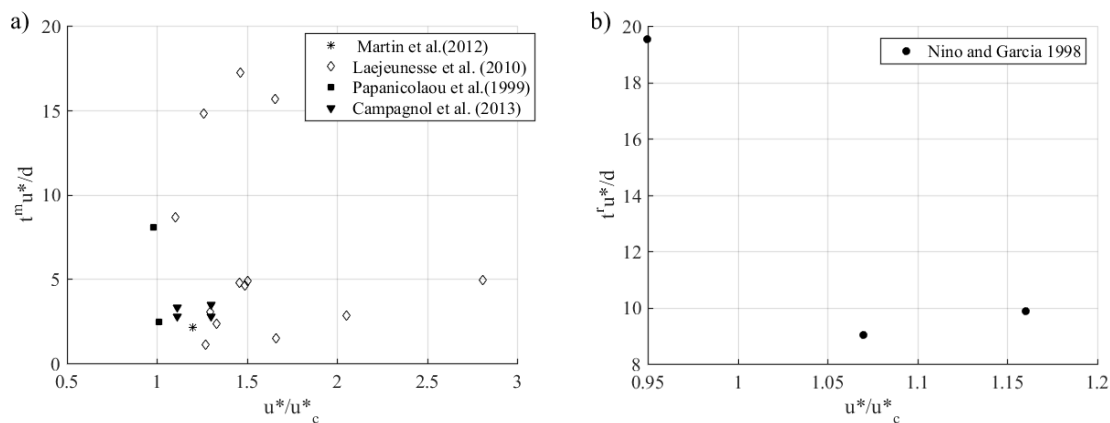 a)
Martin et al.(2012)
Laejeunesse et al. (2010)
Papanicolaou et al.(1999)
Campagnol et al. (2013)
20
15
10
5
0
t^m u*/d
0.5 1 1.5 2 2.5 3
u*/u*_c
b)
Nino and Garcia 1998
20
18
16
14
12
10
8
t^r u*/d
0.95 1 1.05 1.1 1.15 1.2
u*/u*_c